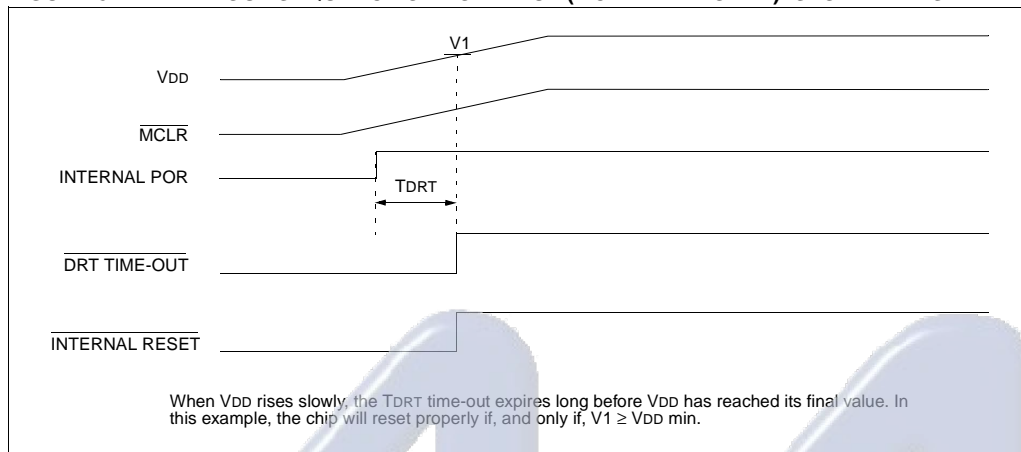 V1
VDD
MCLR
INTERNAL POR
TDRT
DRT TIME-OUT
INTERNAL RESET
When VDD rises slowly, the TDRT time-out expires long before VDD has reached its final value. In
this example, the chip will reset properly if, and only if, V1 ≥ VDD min.